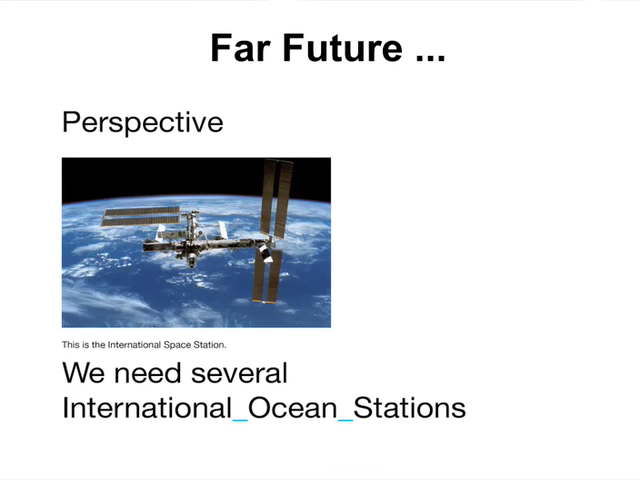 Far Future ...
Perspective
This is the International Space Station.
We need several
International_Ocean_Stations